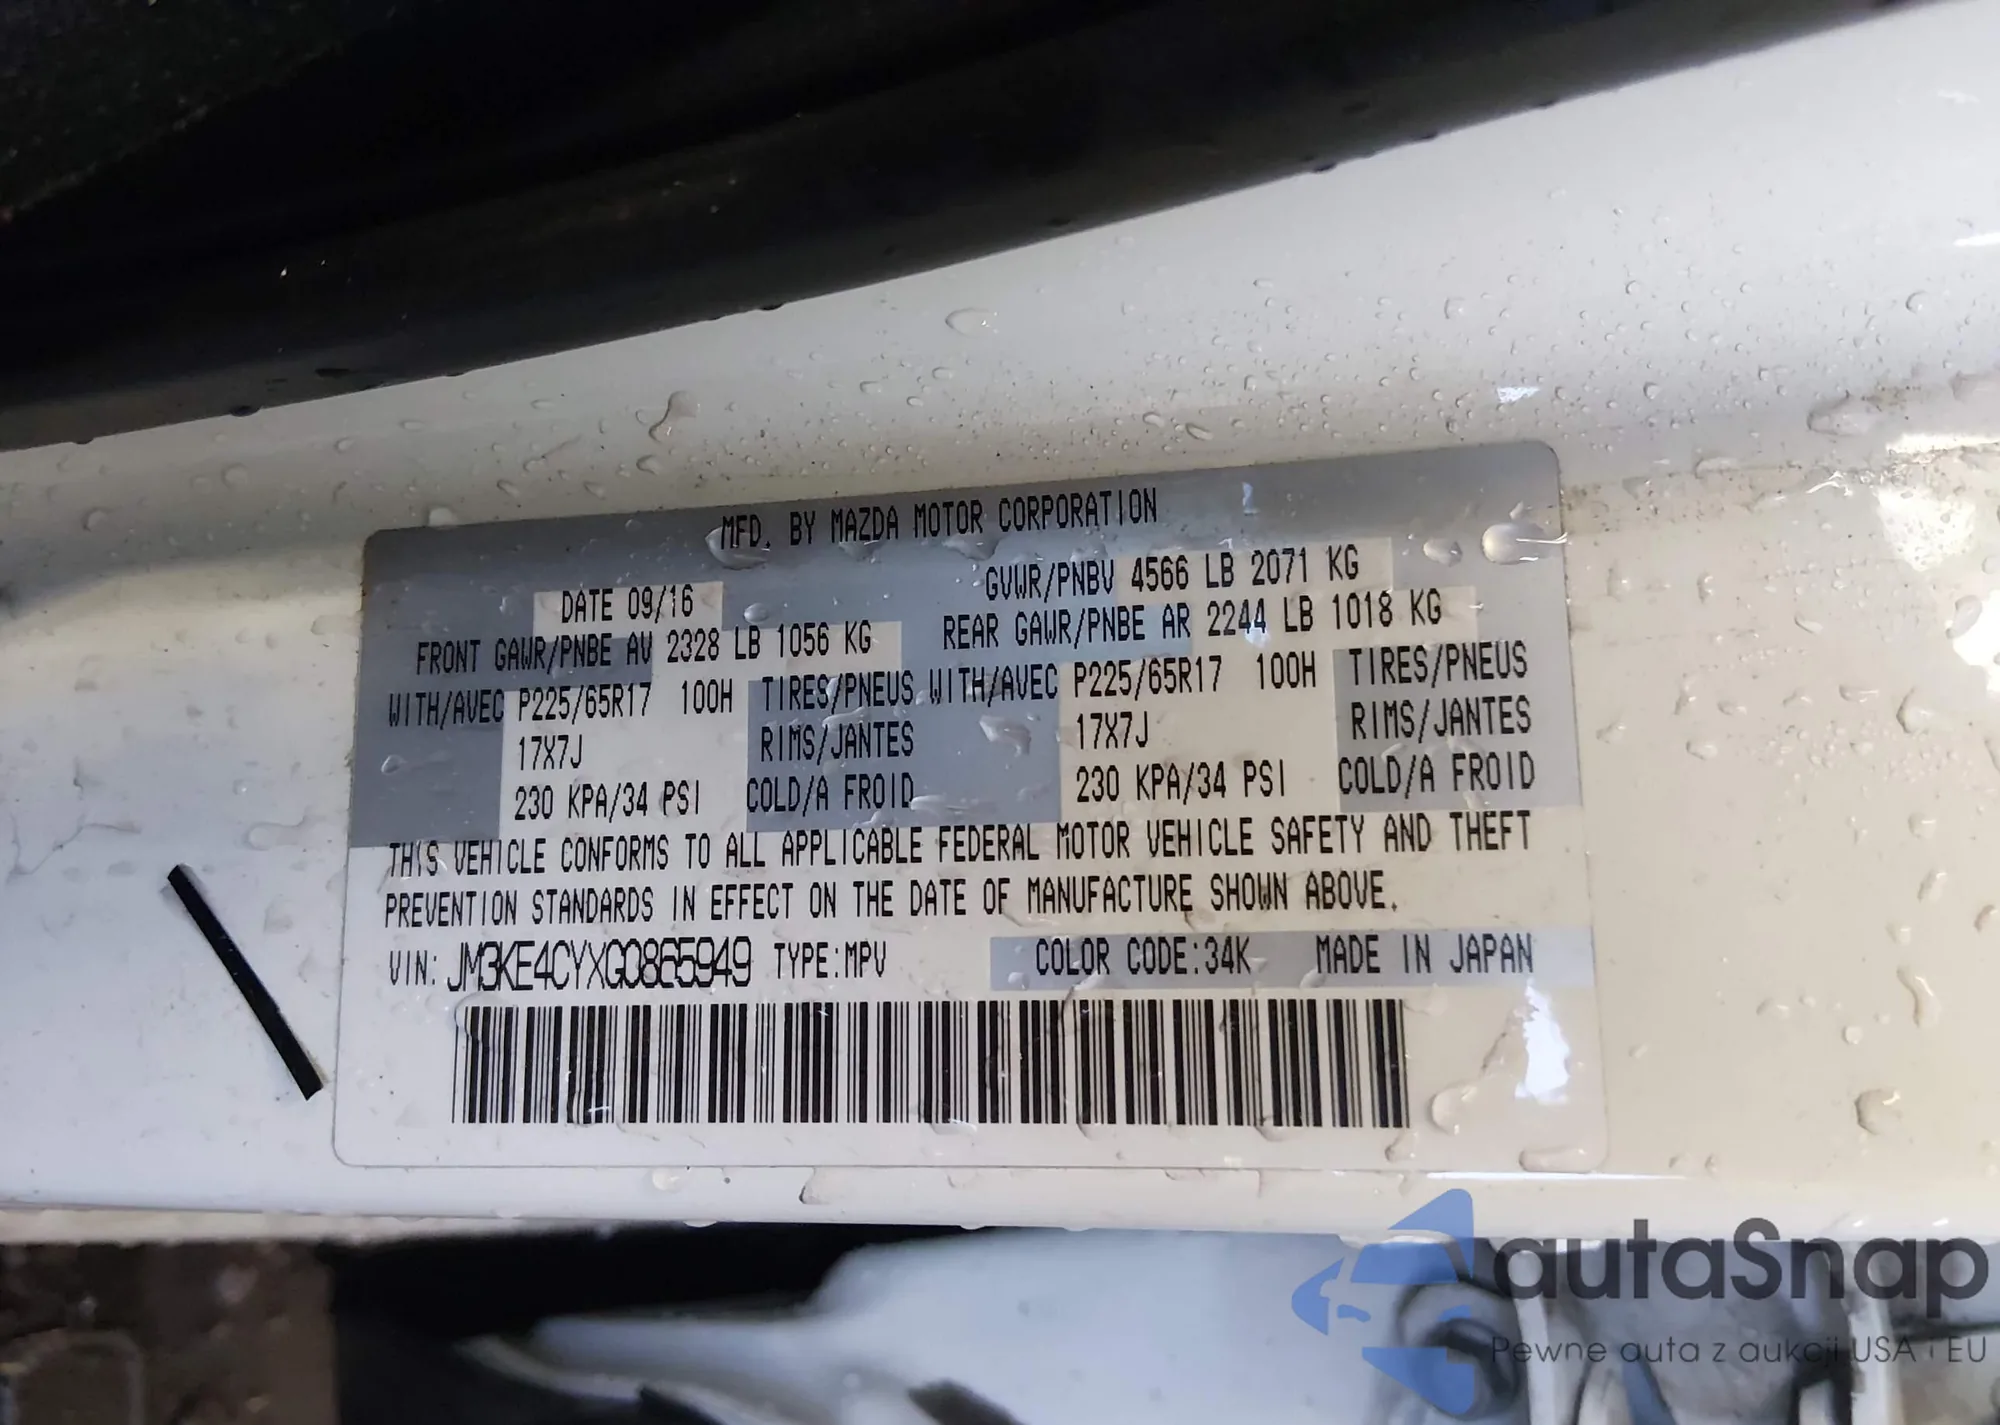 MFD. BY MAZDA MOTOR CORPORATION
DATE 09/16 GVWR/PNBV 4566 LB 2071 KG
FRONT GAWR/PNBE AV 2328 LB 1056 KG REAR GAWR/PNBE AR 2244 LB 1018 KG
WITH/AVEC P225/65R17 100H TIRES/PNEUS WITH/AVEC P225/65R17 100H TIRES/PNEUS
17X7J RIMS/JANTES 17X7J RIMS/JANTES
230 KPA/34 PSI COLD/A FROID 230 KPA/34 PSI COLD/A FROID
THIS VEHICLE CONFORMS TO ALL APPLICABLE FEDERAL MOTOR VEHICLE SAFETY AND THEFT
PREVENTION STANDARDS IN EFFECT ON THE DATE OF MANUFACTURE SHOWN ABOVE.
VIN: JM3KE4CYXG0865949 TYPE:MPV COLOR CODE:34K MADE IN JAPAN
autaSnap
Pewne auta z aukcji USA i EU